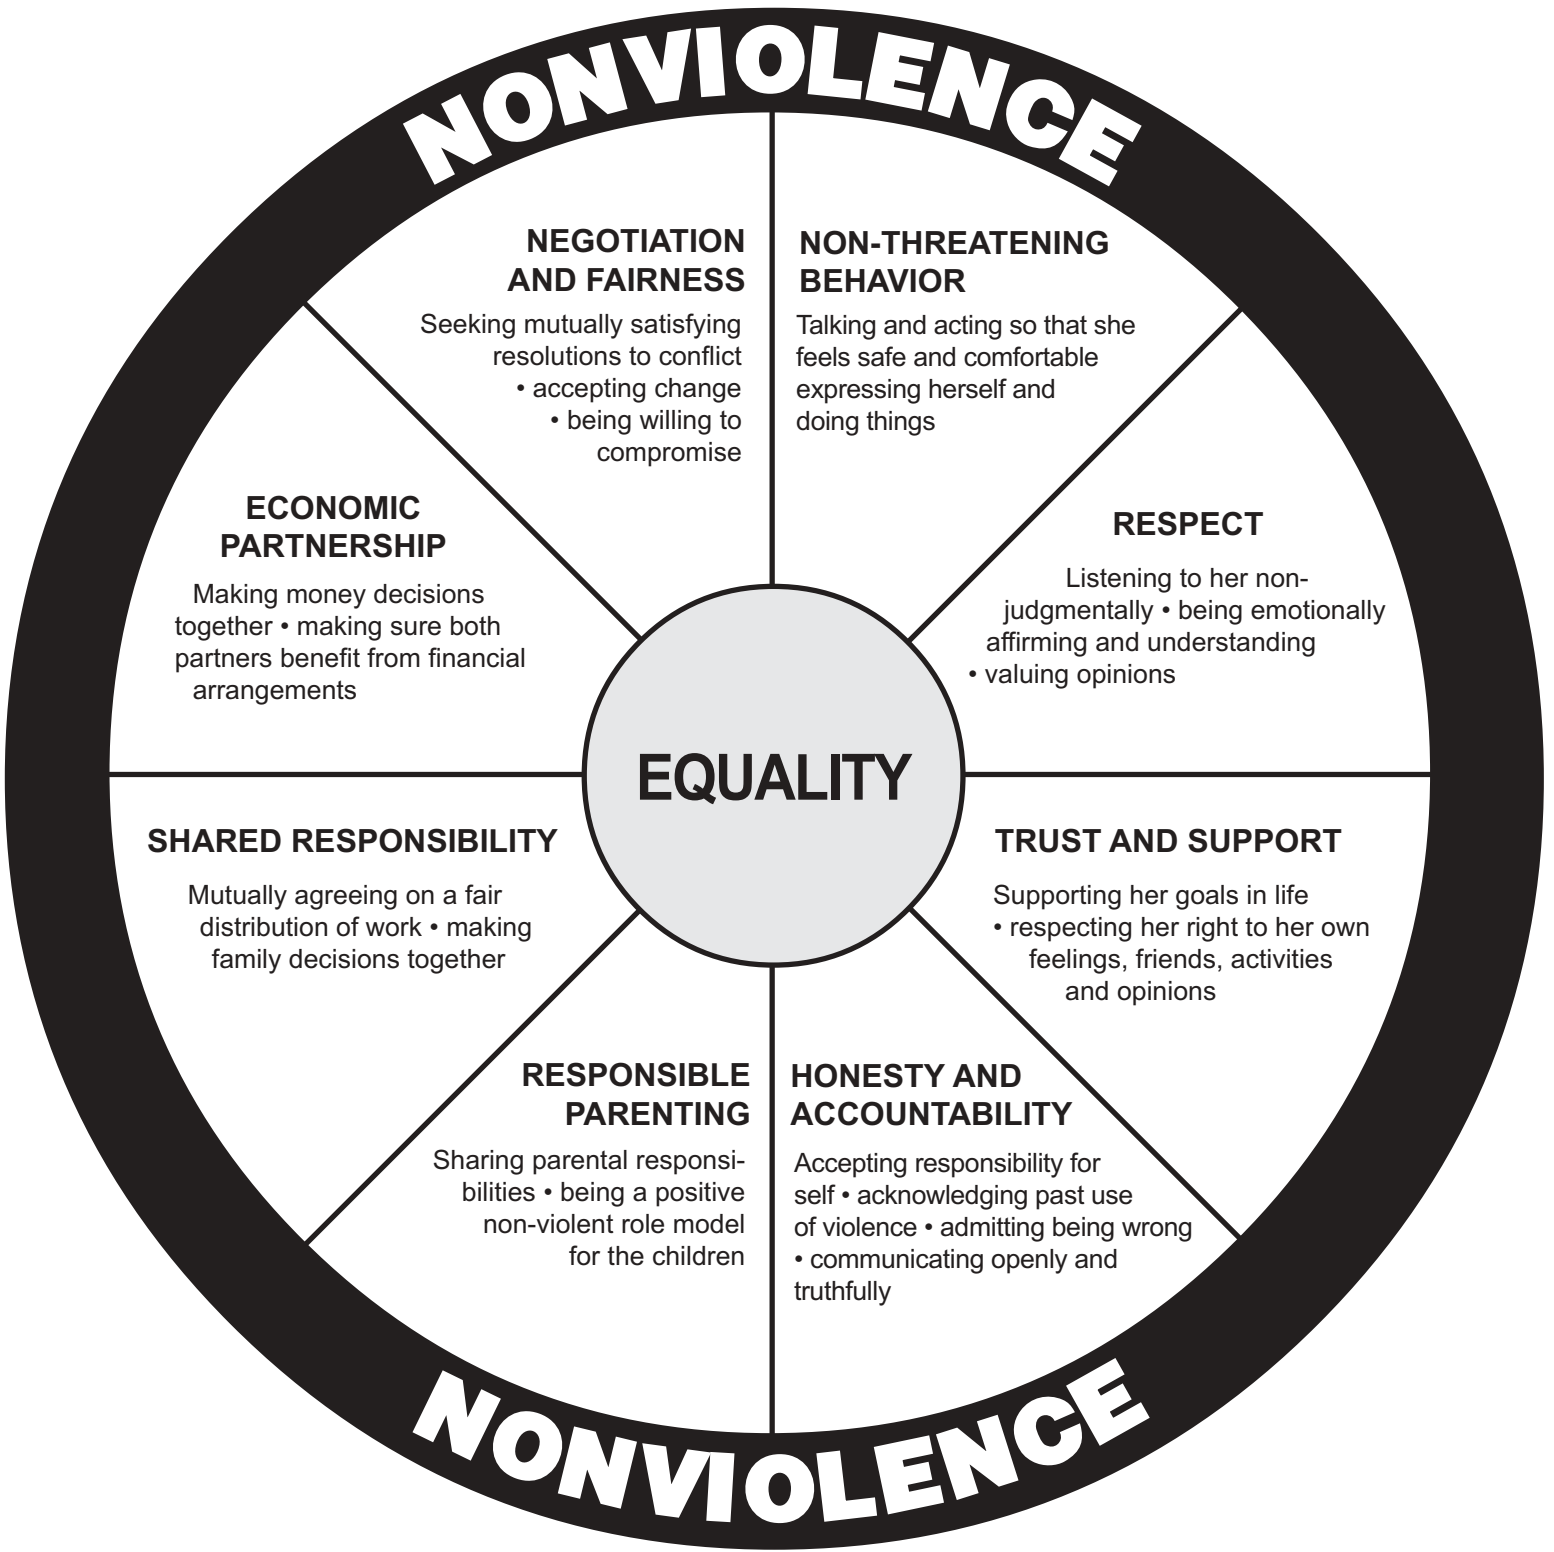 NONVIOLENCE
NEGOTIATION
AND FAIRNESS
Seeking mutually satisfying
resolutions to conflict
• accepting change
• being willing to
compromise
NON-THREATENING
BEHAVIOR
Talking and acting so that she
feels safe and comfortable
expressing herself and
doing things
ECONOMIC
PARTNERSHIP
Making money decisions
together • making sure both
partners benefit from financial
arrangements
RESPECT
Listening to her non-
judgmentally • being emotionally
affirming and understanding
• valuing opinions
EQUALITY
SHARED RESPONSIBILITY
Mutually agreeing on a fair
distribution of work • making
family decisions together
TRUST AND SUPPORT
Supporting her goals in life
• respecting her right to her own
feelings, friends, activities
and opinions
RESPONSIBLE
PARENTING
Sharing parental responsi-
bilities • being a positive
non-violent role model
for the children
HONESTY AND
ACCOUNTABILITY
Accepting responsibility for
self • acknowledging past use
of violence • admitting being wrong
• communicating openly and
truthfully
NONVIOLENCE